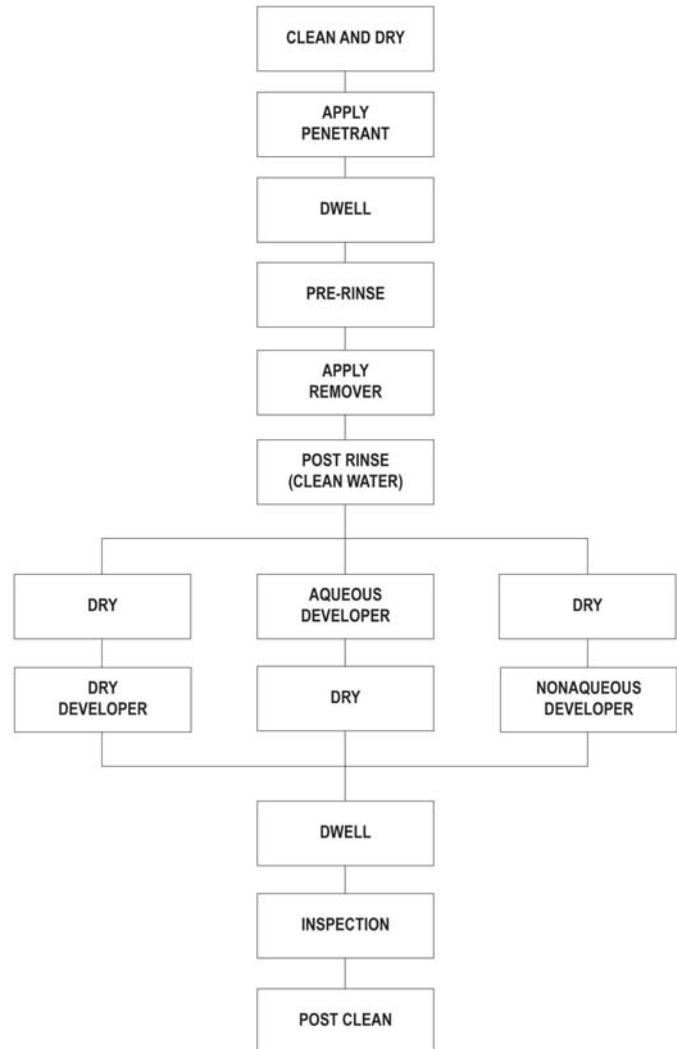 CLEAN AND DRY
APPLY
PENETRANT
DWELL
PRE-RINSE
APPLY
REMOVER
POST RINSE
(CLEAN WATER)
DRY
AQUEOUS
DEVELOPER
DRY
DRY
DEVELOPER
DRY
NONAQUEOUS
DEVELOPER
DWELL
INSPECTION
POST CLEAN